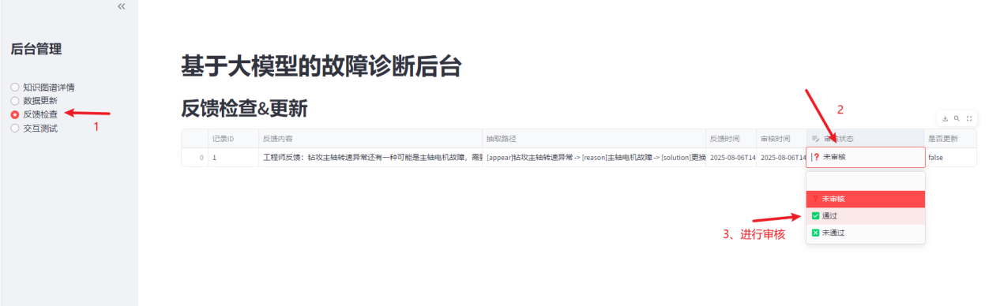 后台管理
知识图谱详情
数据更新
反馈检查
交互测试
1
基于大模型的故障诊断后台
反馈检查&更新
2
记录ID 反馈内容 抽取路径 反馈时间 审核时间 审核状态 是否更新
0 1 工程师反馈：钻攻主轴转速异常还有一种可能是主轴电机故障，需要 [appear]钻攻主轴转速异常 -> [reason]主轴电机故障 -> [solution]更换 2025-08-06T14 2025-08-06T14 ❓ 未审核 false
❓ 未审核
✅ 通过
❎ 未通过
3、进行审核